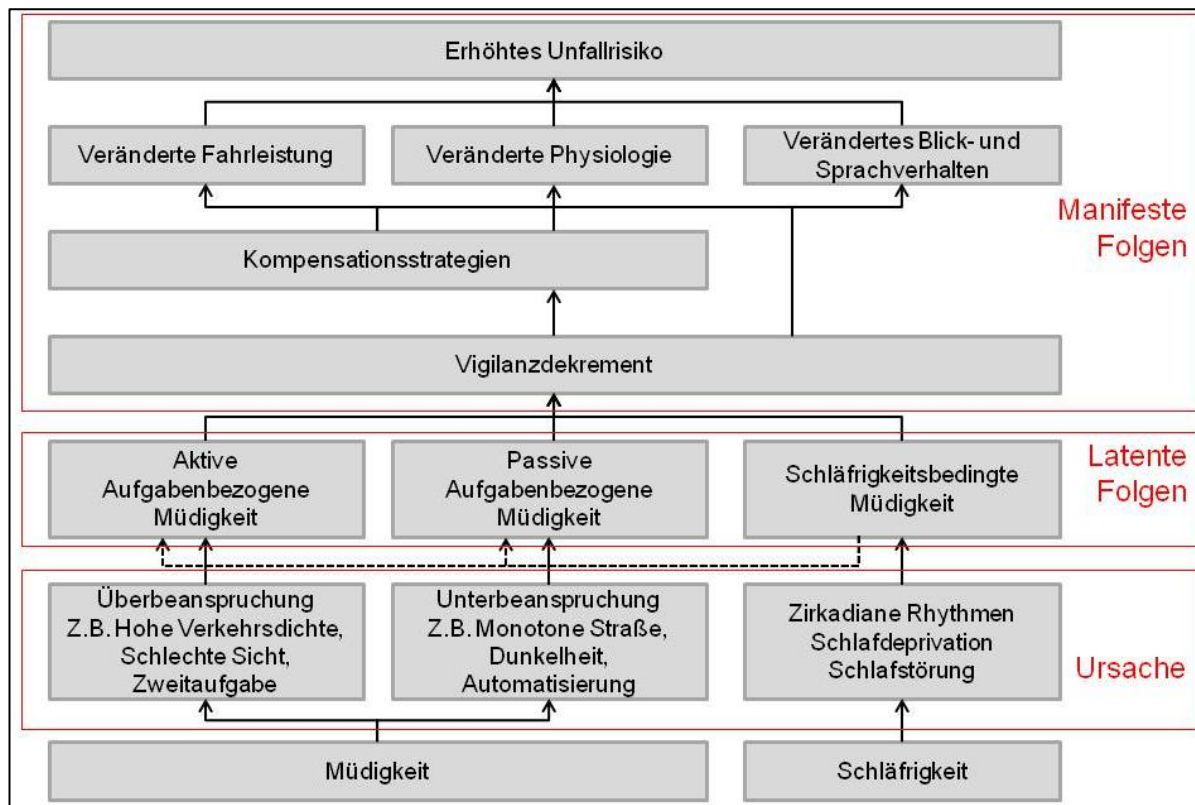 Erhöhtes Unfallrisiko
Veränderte Fahrleistung
Veränderte Physiologie
Verändertes Blick- und
Sprachverhalten
Manifeste
Folgen
Kompensationsstrategien
Vigilanzdekrement
Aktive
Aufgabenbezogene
Müdigkeit
Passive
Aufgabenbezogene
Müdigkeit
Schläfrigkeitsbedingte
Müdigkeit
Latente
Folgen
Überbeanspruchung
Z.B. Hohe Verkehrsdichte,
Schlechte Sicht,
Zweitaufgabe
Unterbeanspruchung
Z.B. Monotone Straße,
Dunkelheit,
Automatisierung
Zirkadiane Rhythmen
Schlafdeprivation
Schlafstörung
Ursache
Müdigkeit
Schläfrigkeit